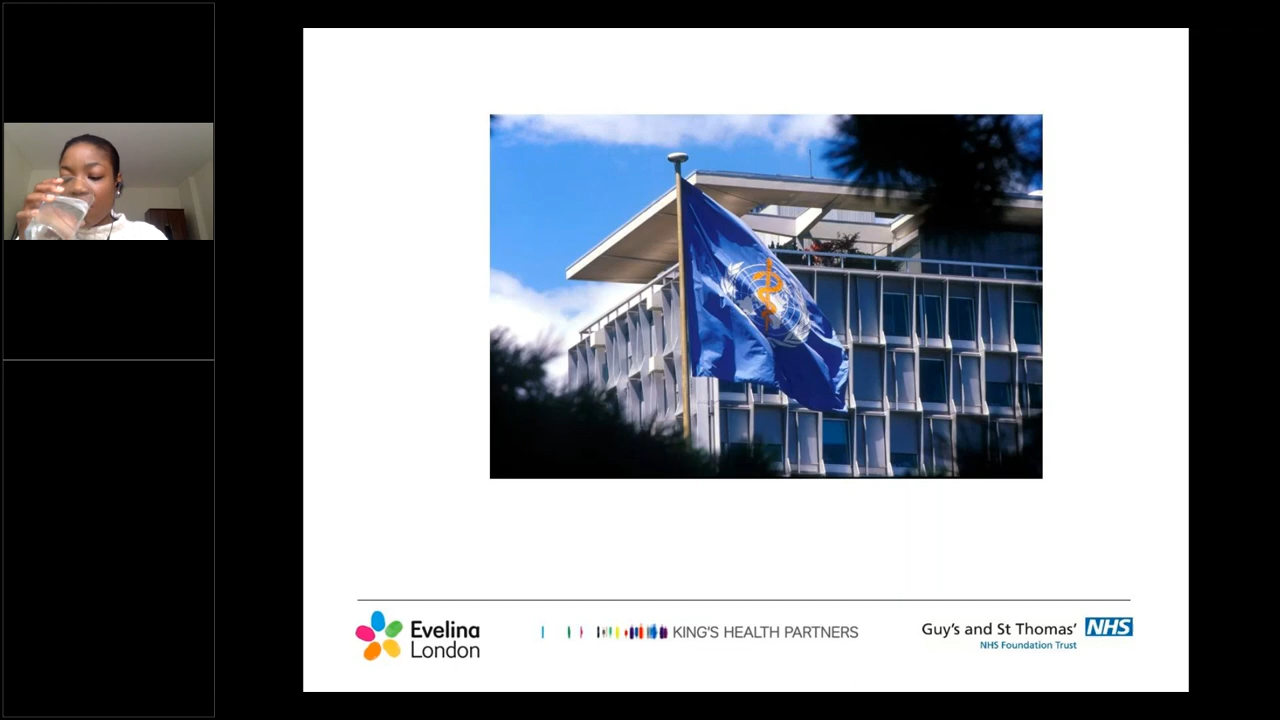 Evelina
London
KING'S HEALTH PARTNERS
Guy's and St Thomas' NHS
NHS Foundation Trust